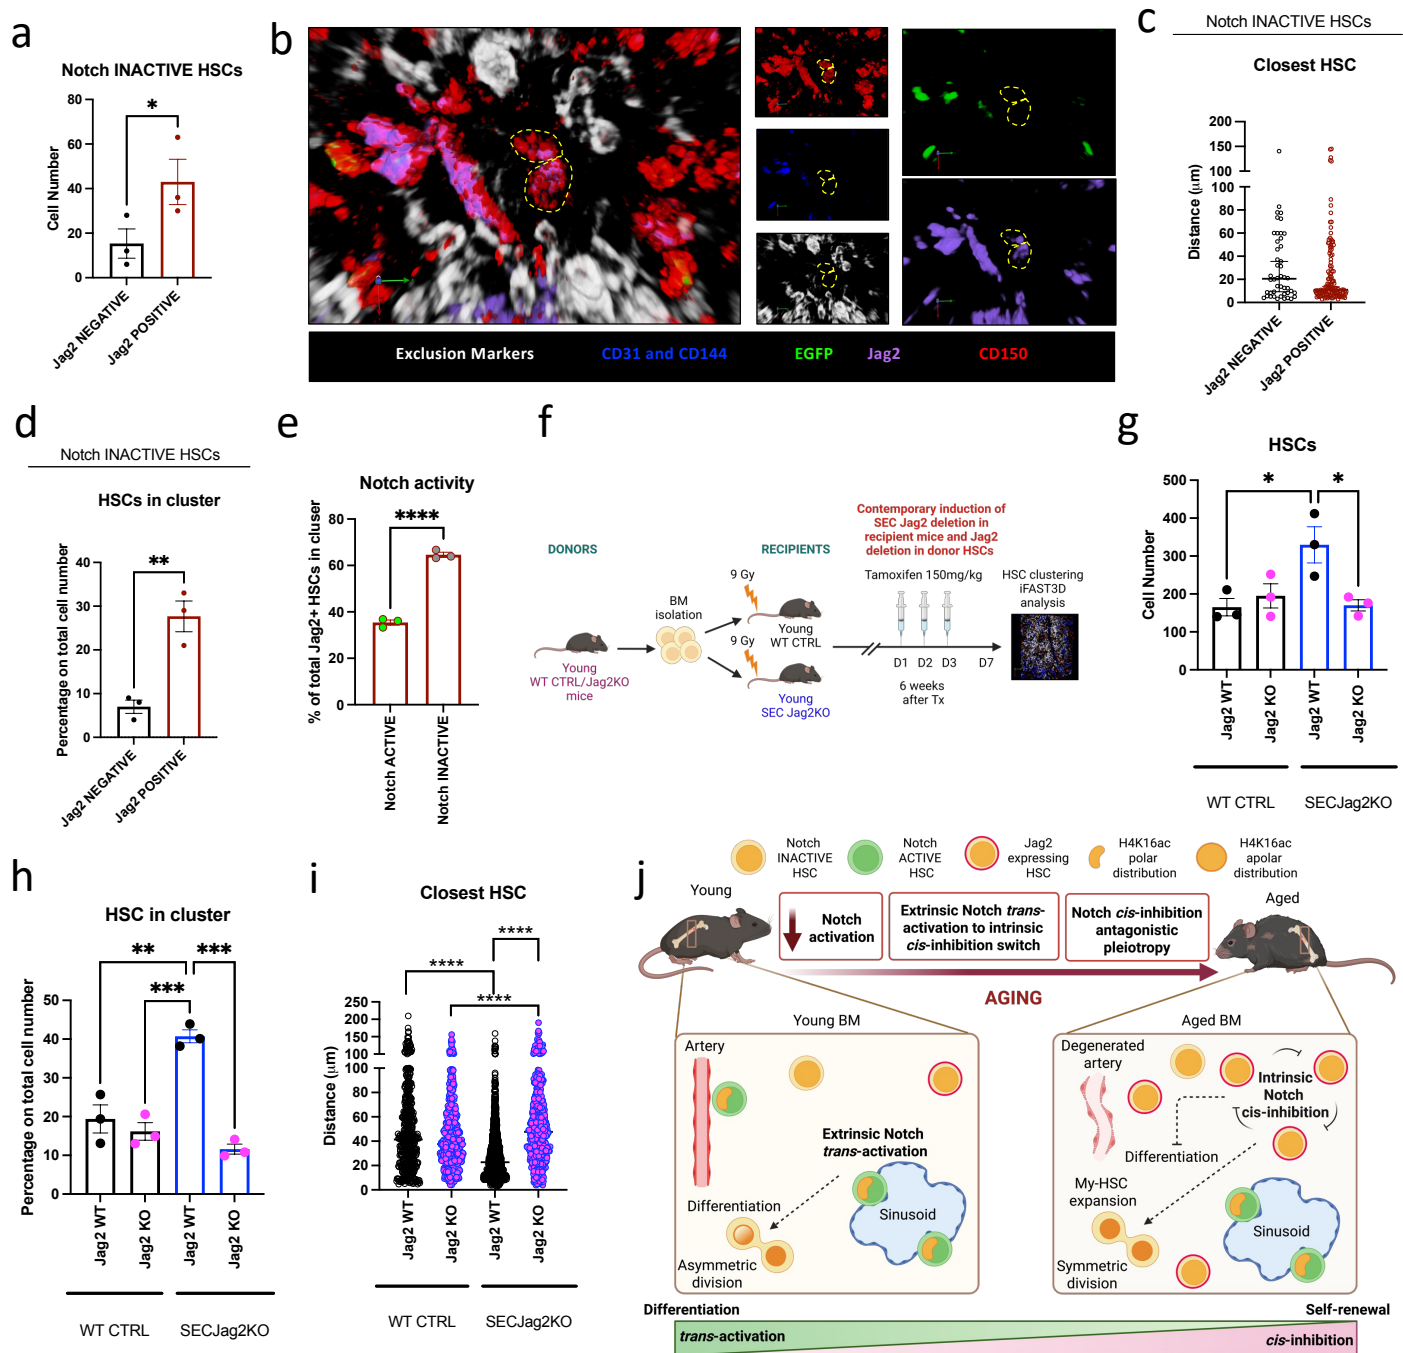 a
Notch INACTIVE HSCs
*
Cell Number
80
60
40
20
0
Jag2 NEGATIVE
Jag2 POSITIVE
b
Exclusion Markers
CD31 and CD144
EGFP
Jag2
CD150
c
Notch INACTIVE HSCs
Closest HSC
Distance (μm)
200
150
100
100
80
60
40
20
0
Jag2 NEGATIVE
Jag2 POSITIVE
d
Notch INACTIVE HSCs
HSCs in cluster
**
Percentage on total cell number
40
30
20
10
0
Jag2 NEGATIVE
Jag2 POSITIVE
e
Notch activity
****
% of total Jag2+ HSCs in cluser
80
60
40
20
0
Notch ACTIVE
Notch INACTIVE
f
DONORS
Young
WT CTRL/Jag2KO
mice
BM
isolation
RECIPIENTS
9 Gy
Young
WT CTRL
9 Gy
Young
SEC Jag2KO
Contemporary induction of
SEC Jag2 deletion in
recipient mice and Jag2
deletion in donor HSCs
Tamoxifen 150mg/kg
D1 D2 D3 D7
6 weeks
after Tx
HSC clustering
iFAST3D
analysis
g
HSCs
* *
Cell Number
500
400
300
200
100
0
Jag2 WT
Jag2 KO
Jag2 WT
Jag2 KO
WT CTRL
SECJag2KO
h
HSC in cluster
** ***
***
Percentage on total cell number
50
40
30
20
10
0
Jag2 WT
Jag2 KO
Jag2 WT
Jag2 KO
WT CTRL
SECJag2KO
i
Closest HSC
****
****
****
Distance (μm)
250
200
150
100
100
80
60
40
20
0
Jag2 WT
Jag2 KO
Jag2 WT
Jag2 KO
WT CTRL
SECJag2KO
j
Notch
INACTIVE
HSC
Notch
ACTIVE
HSC
Jag2
expressing
HSC
H4K16ac
polar
distribution
H4K16ac
apolar
distribution
Young
Notch
activation
Extrinsic Notch trans-
activation to intrinsic
cis-inhibition switch
Notch cis-inhibition
antagonistic
pleiotropy
Aged
AGING
Young BM
Artery
Extrinsic Notch
trans-activation
Differentiation
Sinusoid
Asymmetric
division
Aged BM
Degenerated
artery
Intrinsic
Notch
cis-inhibition
Differentiation
My-HSC
expansion
Sinusoid
Symmetric
division
Differentiation
Self-renewal
trans-activation
cis-inhibition